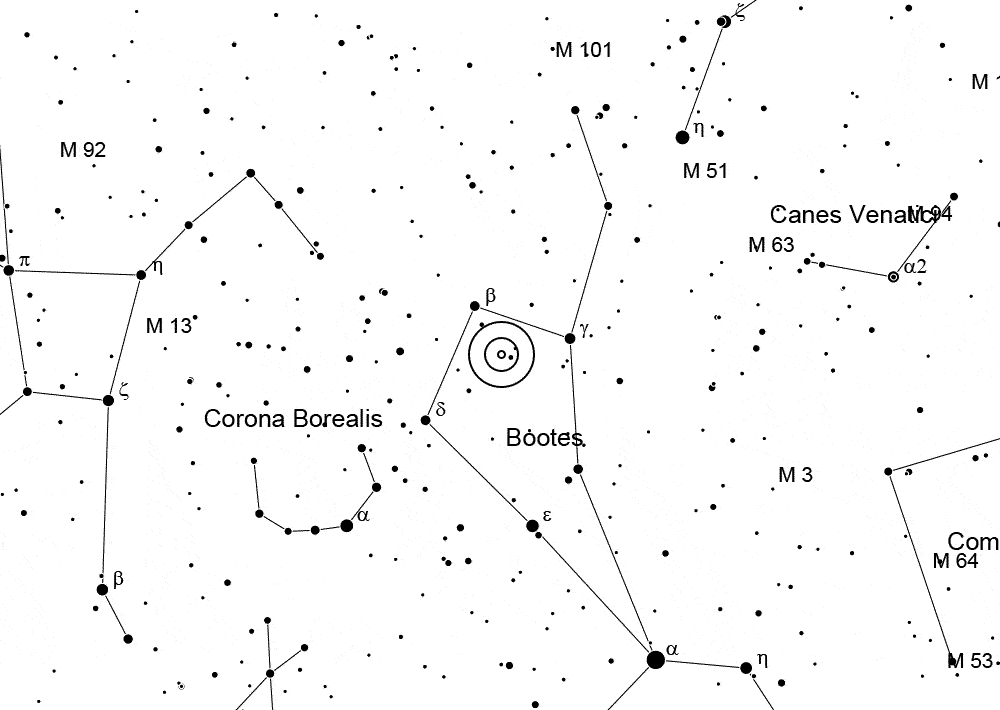 ζ
M 101
M 1
η
M 92
M 51
Canes Venatici
M 94
M 63
α2
π
η
β
M 13
γ
ζ
δ
Corona Borealis
Bootes
M 3
α
ε
Com
M 64
β
α
η
M 53